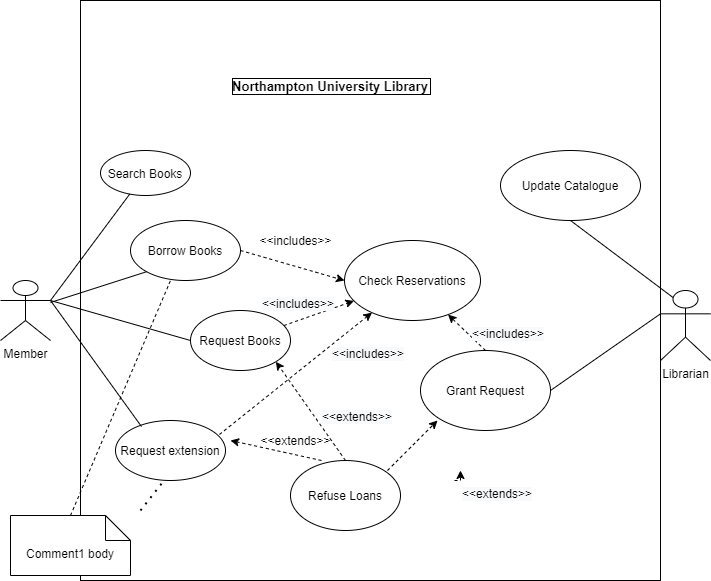 Northampton University Library
Search Books
Update Catalogue
Borrow Books
<<includes>>
Check Reservations
<<includes>>
Request Books
<<includes>>
<<includes>>
Member
Librarian
Grant Request
<<extends>>
<<extends>>
Request extension
Refuse Loans
<<extends>>
Comment1 body